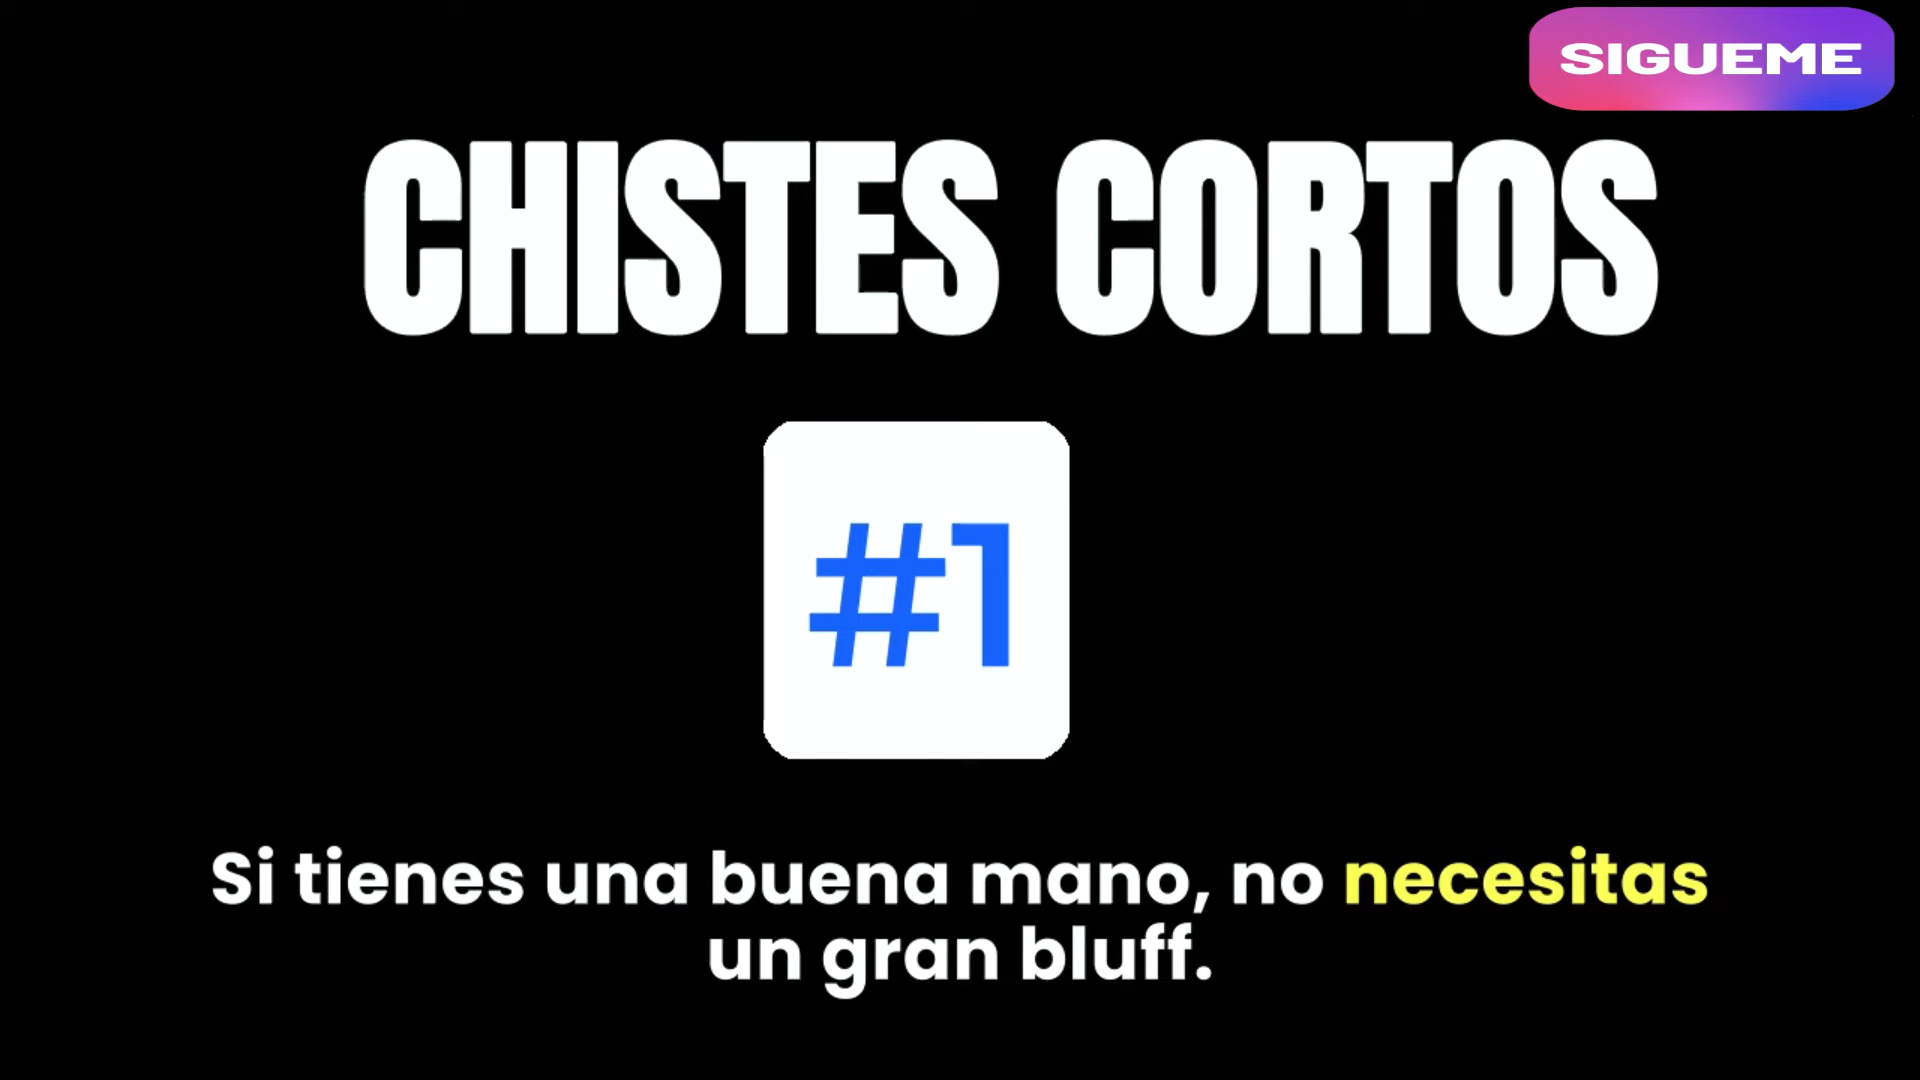 SIGUEME
CHISTES CORTOS
#1
Si tienes una buena mano, no necesitas
un gran bluff.